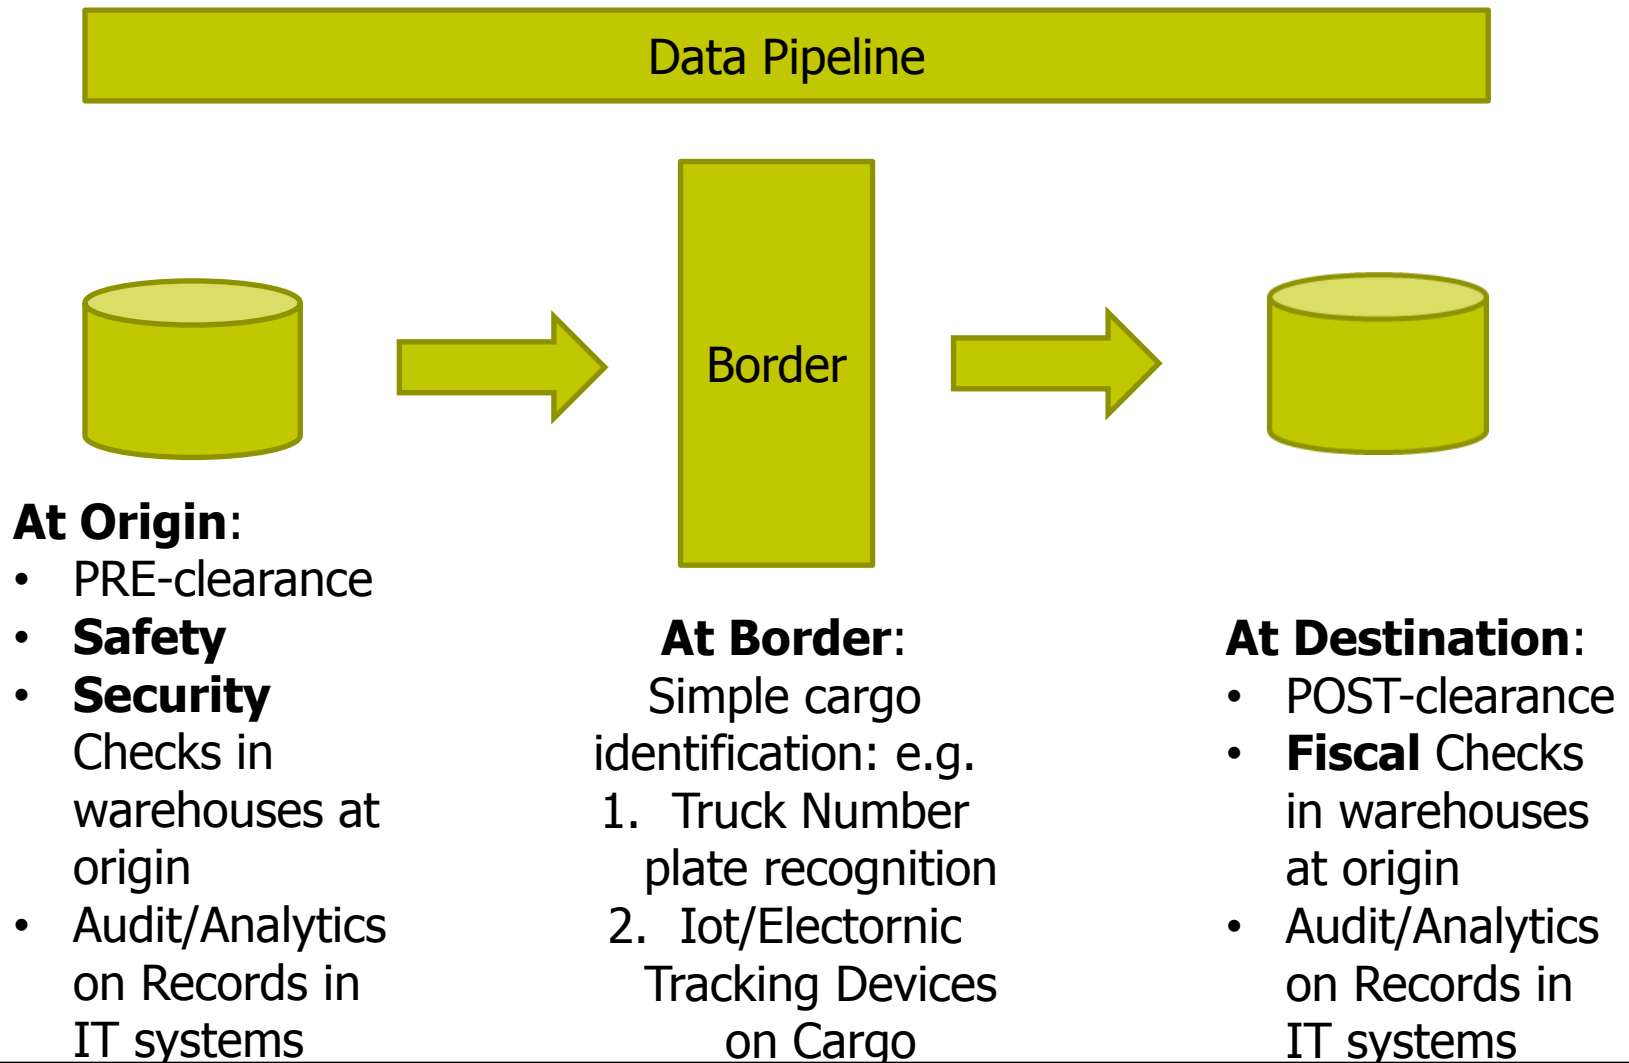 Data Pipeline
Border
At Origin:
• PRE-clearance
• Safety
• Security
Checks in
warehouses at
origin
• Audit/Analytics
on Records in
IT systems
At Border:
Simple cargo
identification: e.g.
1. Truck Number
plate recognition
2. Iot/Electornic
Tracking Devices
on Cargo
At Destination:
• POST-clearance
• Fiscal Checks
in warehouses
at origin
• Audit/Analytics
on Records in
IT systems